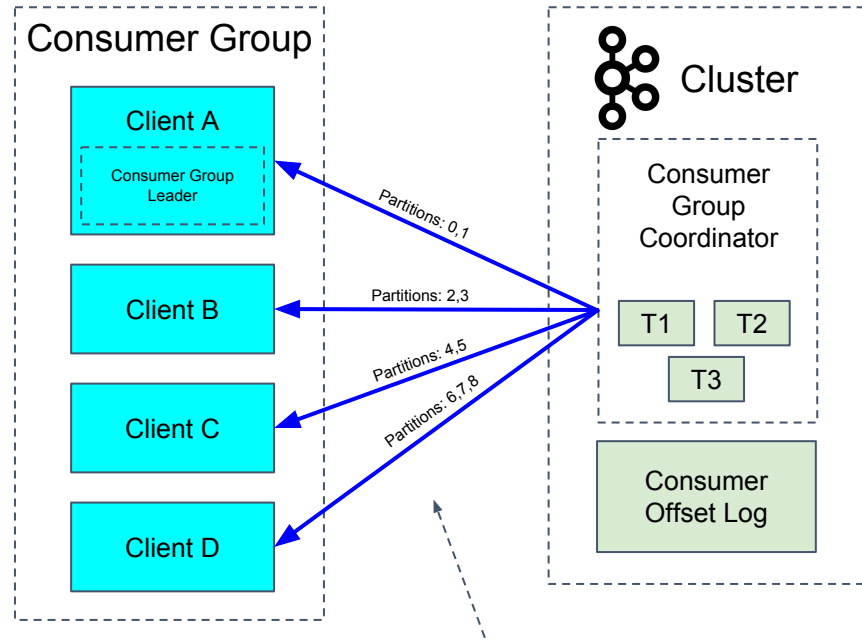 Consumer Group
Client A
Consumer Group
Leader
Client B
Client C
Client D
Partitions: 0,1
Partitions: 2,3
Partitions: 4,5
Partitions: 6,7,8
Cluster
Consumer
Group
Coordinator
T1
T2
T3
Consumer
Offset Log